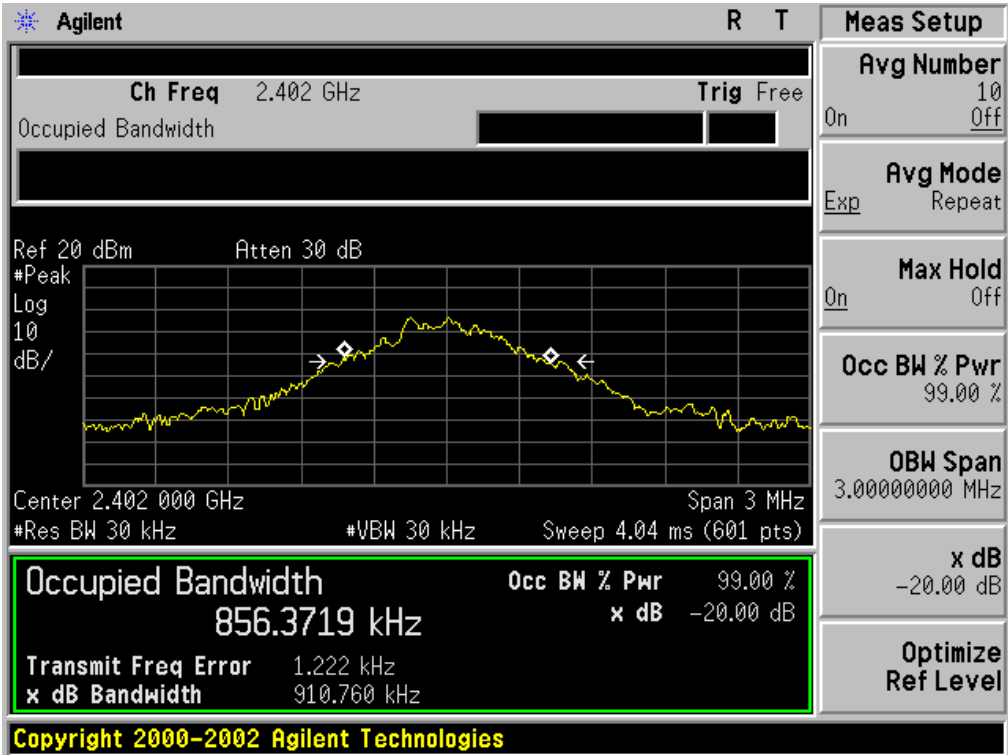 Agilent R T
Ch Freq 2.402 GHz Trig Free
Occupied Bandwidth
Ref 20 dBm Atten 30 dB
#Peak
Log
10
dB/
Center 2.402 000 GHz Span 3 MHz
#Res BW 30 kHz #VBW 30 kHz Sweep 4.04 ms (601 pts)
Occupied Bandwidth Occ BW % Pwr 99.00 %
856.3719 kHz x dB -20.00 dB
Transmit Freq Error 1.222 kHz
x dB Bandwidth 910.760 kHz
Copyright 2000-2002 Agilent Technologies
Meas Setup
Avg Number
10
On Off
Avg Mode
Exp Repeat
Max Hold
On Off
Occ BW % Pwr
99.00 %
OBW Span
3.00000000 MHz
x dB
-20.00 dB
Optimize
Ref Level